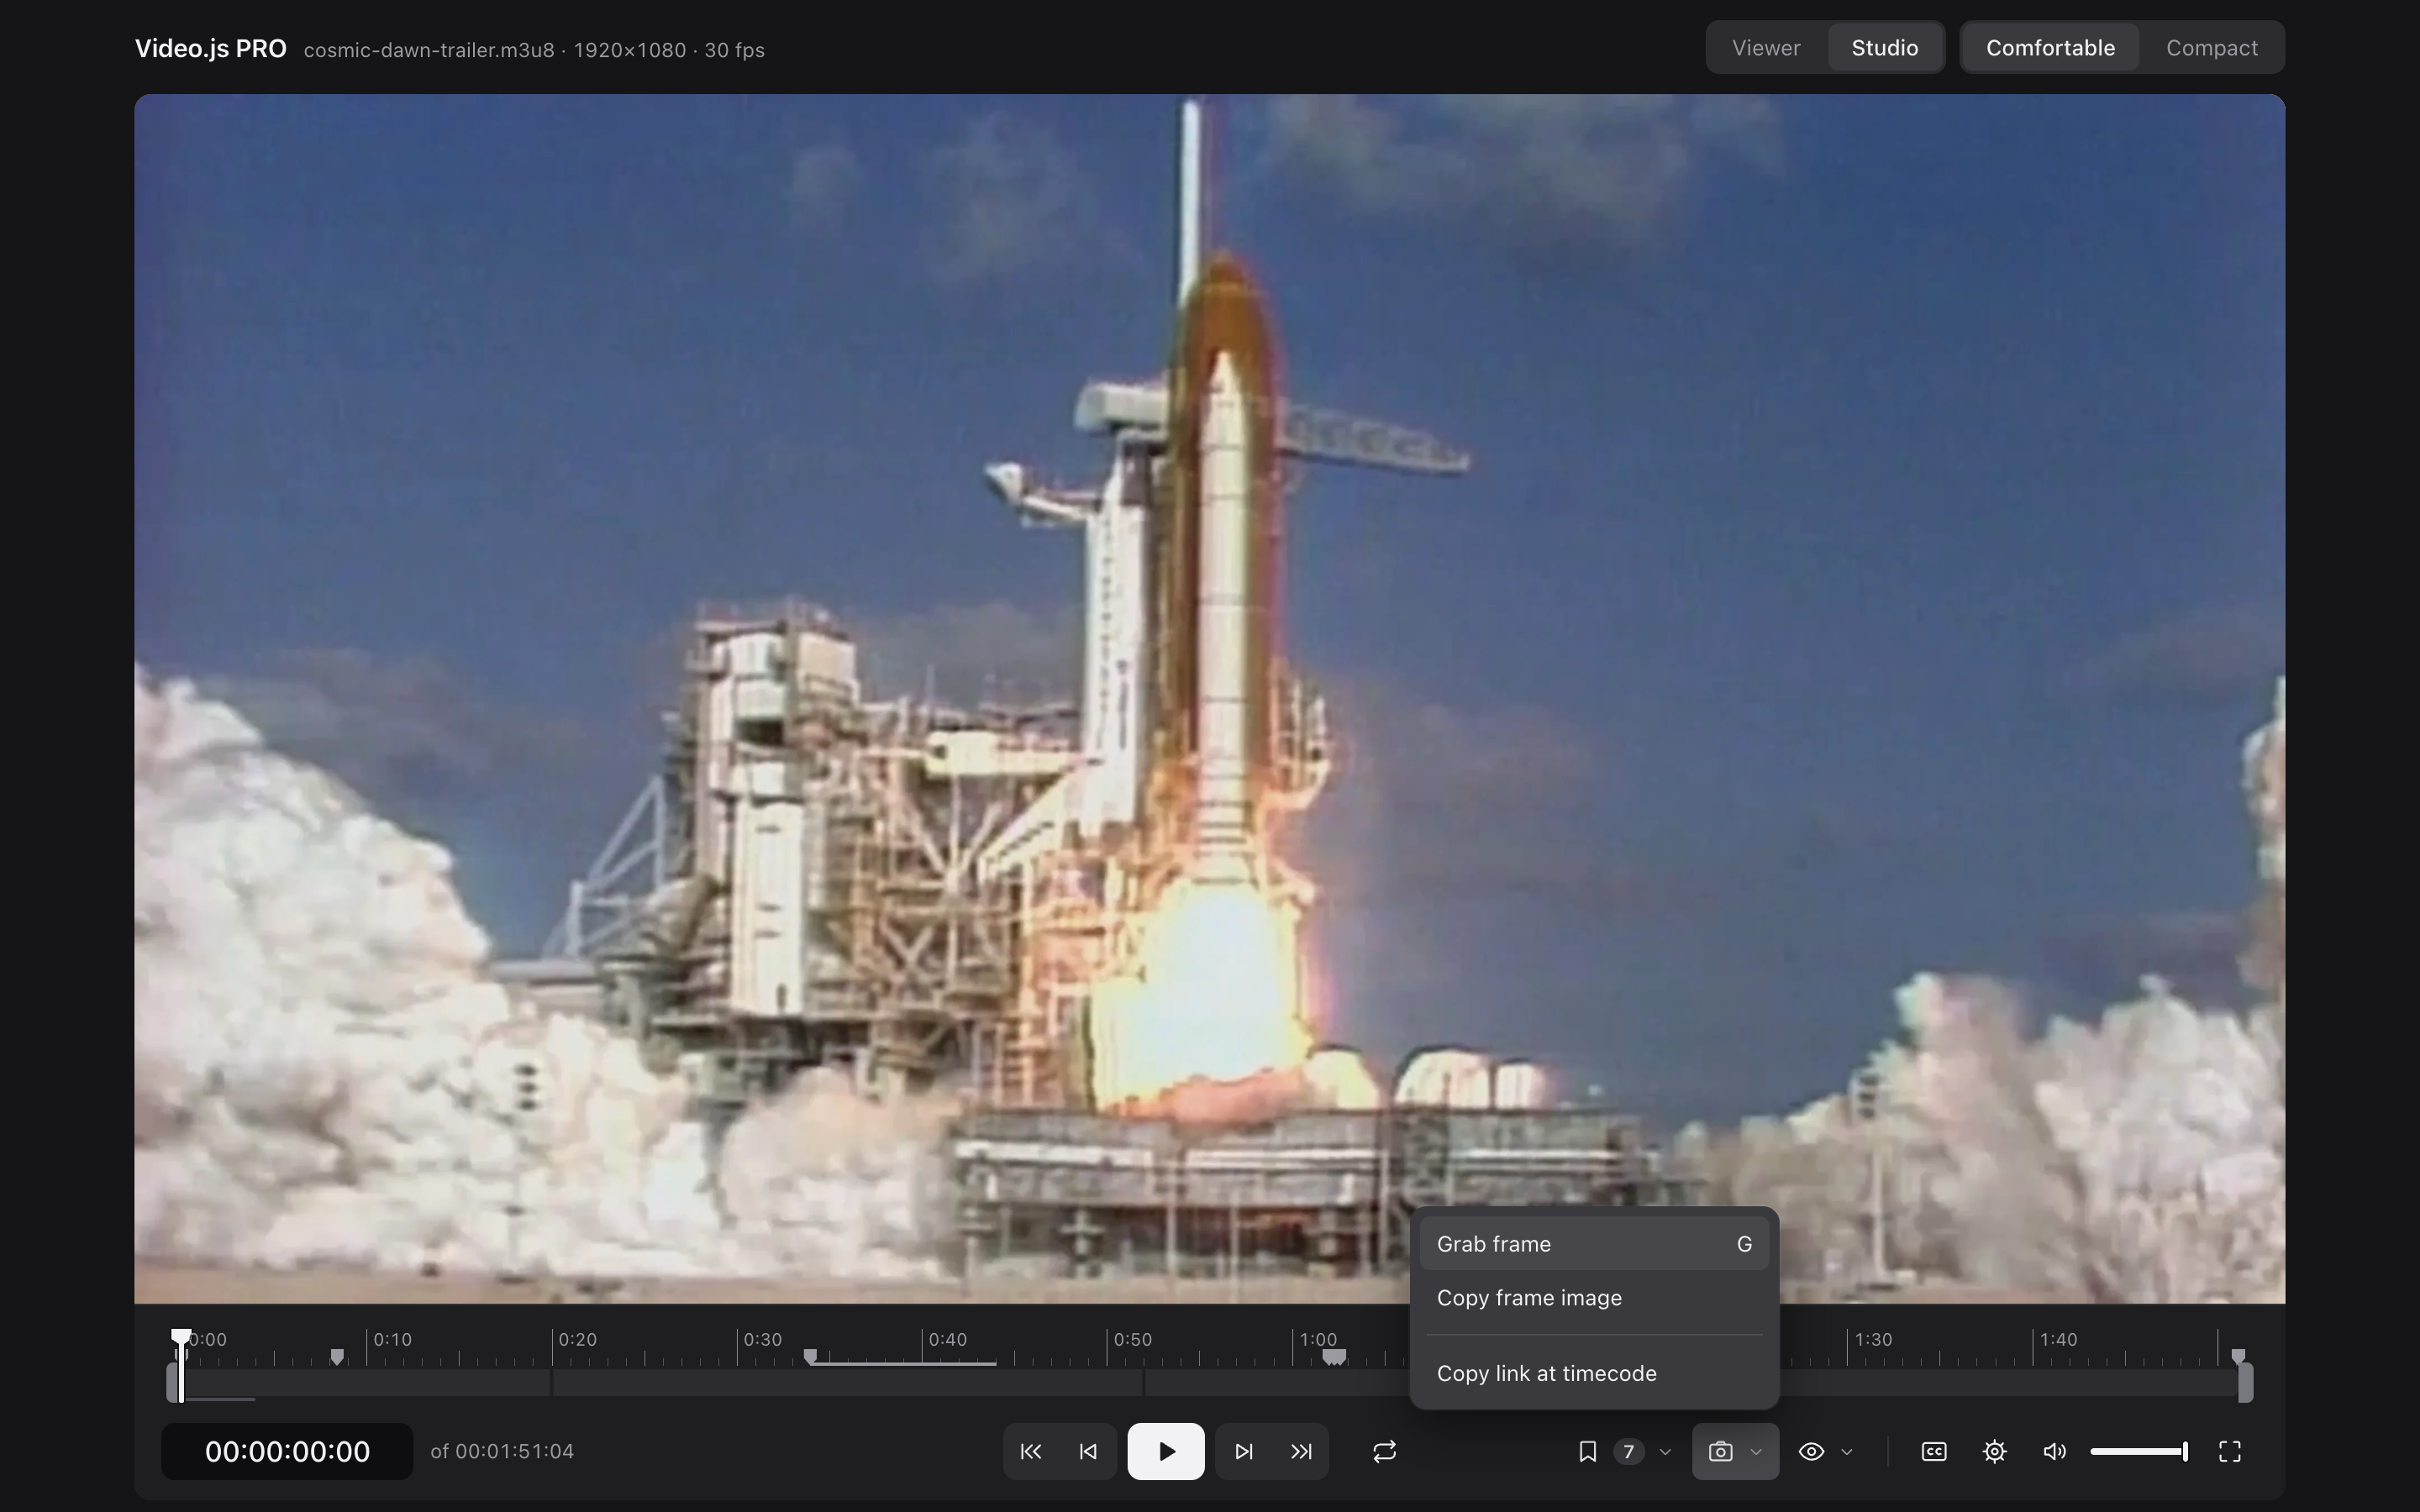 Video.js PRO cosmic-dawn-trailer.m3u8 · 1920×1080 · 30 fps
Viewer Studio Comfortable Compact
Grab frame G
Copy frame image
Copy link at timecode
0:00 0:10 0:20 0:30 0:40 0:50 1:00 1:30 1:40
00:00:00:00 of 00:01:51:04
7
CC